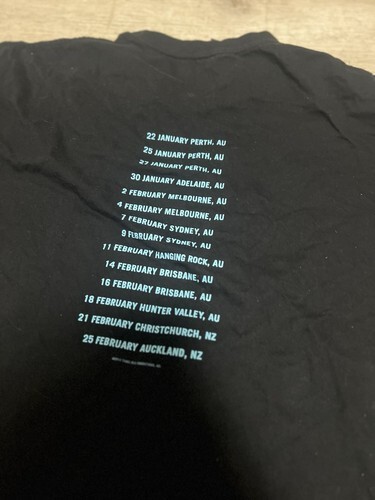 22 JANUARY PERTH, AU
25 JANUARY PERTH, AU
27 JANUARY PERTH, AU
30 JANUARY ADELAIDE, AU
2 FEBRUARY MELBOURNE, AU
4 FEBRUARY MELBOURNE, AU
7 FEBRUARY SYDNEY, AU
9 FEBRUARY SYDNEY, AU
11 FEBRUARY HANGING ROCK, AU
14 FEBRUARY BRISBANE, AU
16 FEBRUARY BRISBANE, AU
18 FEBRUARY HUNTER VALLEY, AU
21 FEBRUARY CHRISTCHURCH, NZ
25 FEBRUARY AUCKLAND, NZ